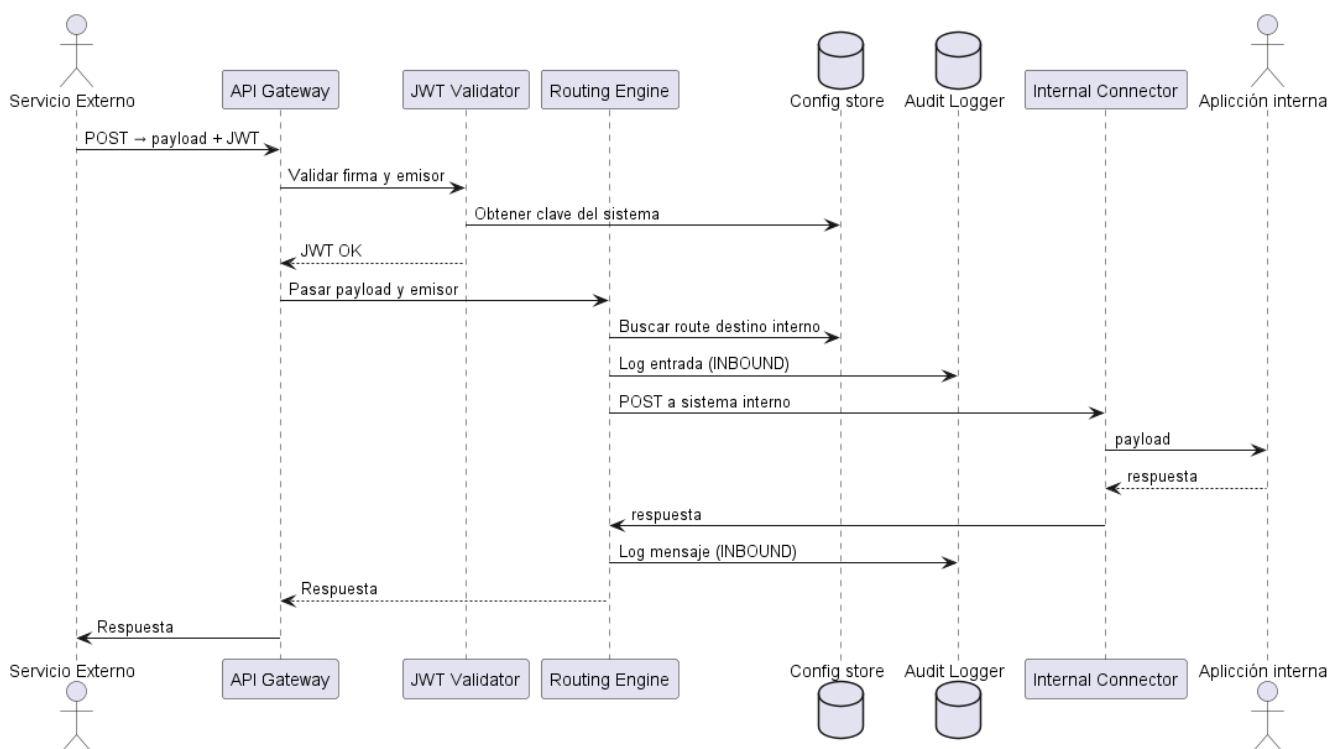 Servicio Externo
API Gateway
JWT Validator
Routing Engine
Config store
Audit Logger
Internal Connector
Aplicción interna
POST → payload + JWT
Validar firma y emisor
Obtener clave del sistema
JWT OK
Pasar payload y emisor
Buscar route destino interno
Log entrada (INBOUND)
POST a sistema interno
payload
respuesta
respuesta
Log mensaje (INBOUND)
Respuesta
Respuesta
Servicio Externo
API Gateway
JWT Validator
Routing Engine
Config store
Audit Logger
Internal Connector
Aplicción interna